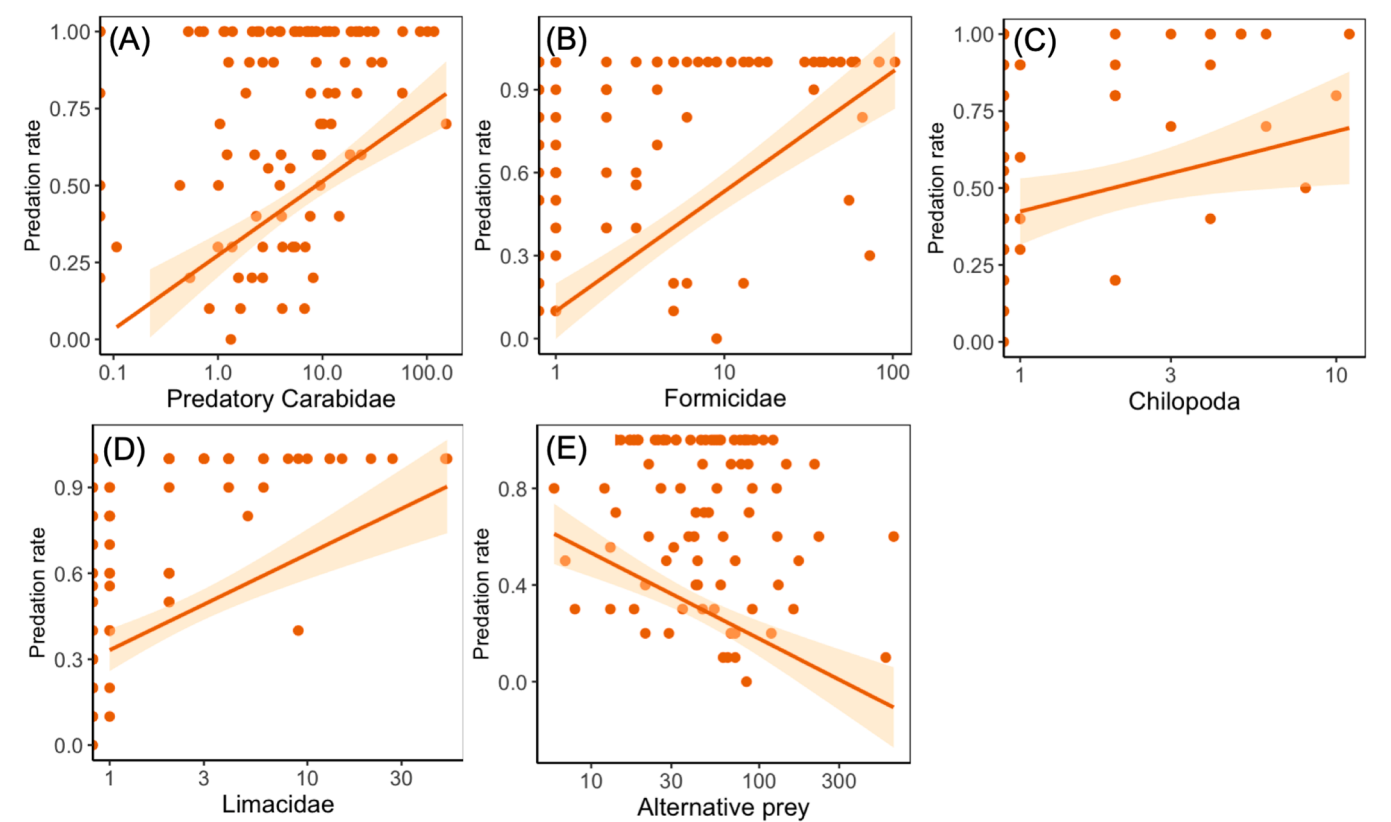 (A)
Predation rate
1.00
0.75
0.50
0.25
0.00
0.1 1.0 10.0 100.0
Predatory Carabidae
(B)
Predation rate
0.9
0.6
0.3
0.0
1 10 100
Formicidae
(C)
Predation rate
1.00
0.75
0.50
0.25
0.00
1 3 10
Chilopoda
(D)
Predation rate
0.9
0.6
0.3
0.0
1 3 10 30
Limacidae
(E)
Predation rate
0.8
0.4
0.0
10 30 100 300
Alternative prey